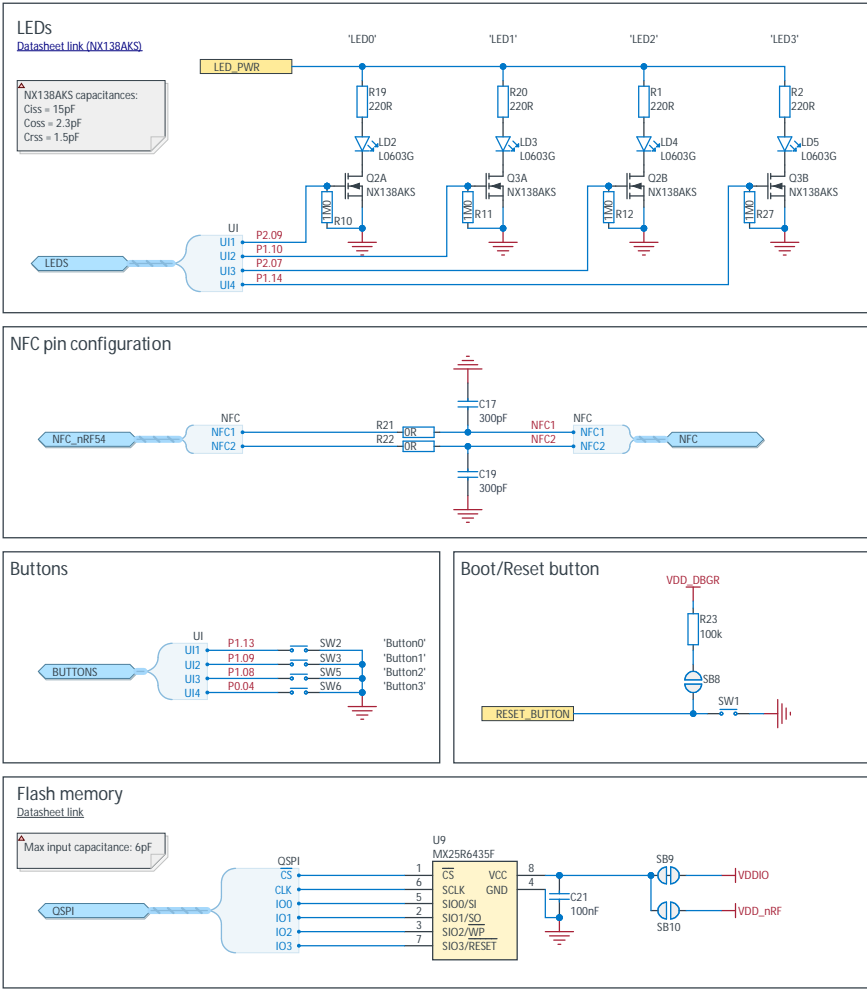 LEDs
Datasheet link (NX138AKS)
'LED0' 'LED1' 'LED2' 'LED3'
LED_PWR
NX138AKS capacitances:
Ciss = 15pF
Coss = 2.3pF
Crss = 1.5pF
R19 R20 R1 R2
220R 220R 220R 220R
LD2 LD3 LD4 LD5
L0603G L0603G L0603G L0603G
Q2A Q3A Q2B Q3B
NX138AKS NX138AKS NX138AKS NX138AKS
1M0 1M0 1M0 1M0
R10 R11 R12 R27
UI
UI1 P2.09
UI2 P1.10
UI3 P2.07
UI4 P1.14
LEDS
NFC pin configuration
C17
300pF
NFC NFC
NFC1 R21 0R NFC1 NFC1
NFC2 R22 0R NFC2 NFC2
NFC_nRF54 NFC
C19
300pF
Buttons
UI
UI1 P1.13 SW2 'Button0'
UI2 P1.09 SW3 'Button1'
UI3 P1.08 SW5 'Button2'
UI4 P0.04 SW6 'Button3'
BUTTONS
Boot/Reset button
VDD_DBGR
R23
100k
SB8
SW1
RESET_BUTTON
Flash memory
Datasheet link
Max input capacitance: 6pF
U9
MX25R6435F
QSPI
CS 1 CS VCC 8
CLK 6 SCLK GND 4
IO0 5 SIO0/SI
IO1 2 SIO1/SO
IO2 3 SIO2/WP
IO3 7 SIO3/RESET
QSPI
C21
100nF
SB9
VDDIO
VDD_nRF
SB10